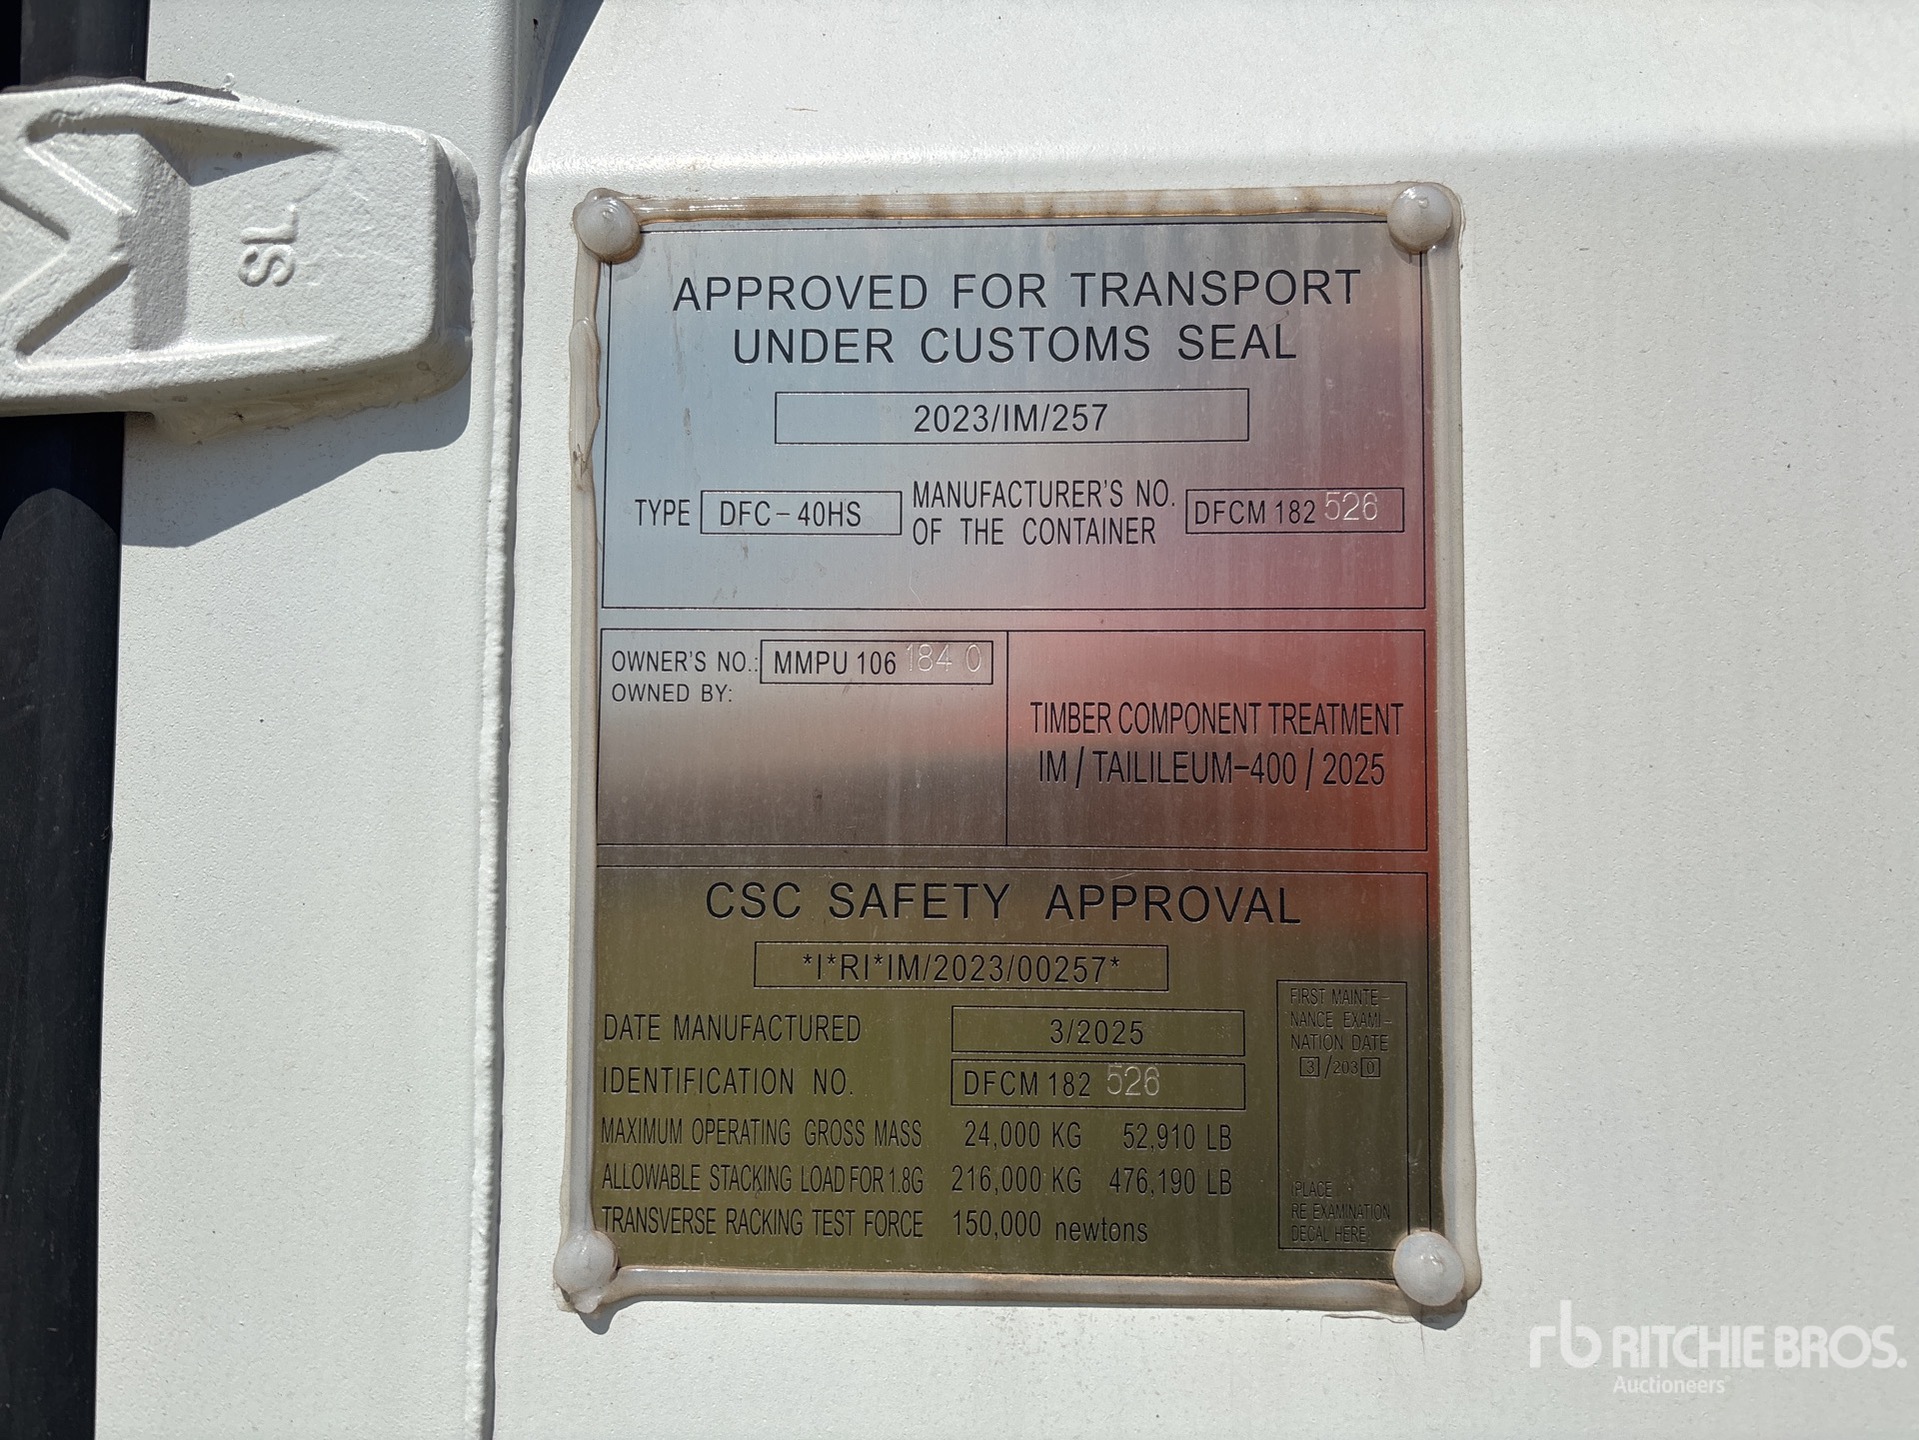 SL
APPROVED FOR TRANSPORT
UNDER CUSTOMS SEAL
2023/IM/257
TYPE DFC-40HS MANUFACTURER'S NO. OF THE CONTAINER DFCM 182 526
OWNER'S NO.: MMPU 106 184 0
OWNED BY:
TIMBER COMPONENT TREATMENT
IM / TAILILEUM-400 / 2025
CSC SAFETY APPROVAL
*I*RI*IM/2023/00257*
DATE MANUFACTURED 3/2025
IDENTIFICATION NO. DFCM 182 526
MAXIMUM OPERATING GROSS MASS 24,000 KG 52,910 LB
ALLOWABLE STACKING LOAD FOR 1.8G 216,000 KG 476,190 LB
TRANSVERSE RACKING TEST FORCE 150,000 newtons
FIRST MAINTE-
NANCE EXAMI-
NATION DATE
3/2030
(PLACE
RE EXAMINATION
DECAL HERE)
rb RITCHIE BROS.
Auctioneers